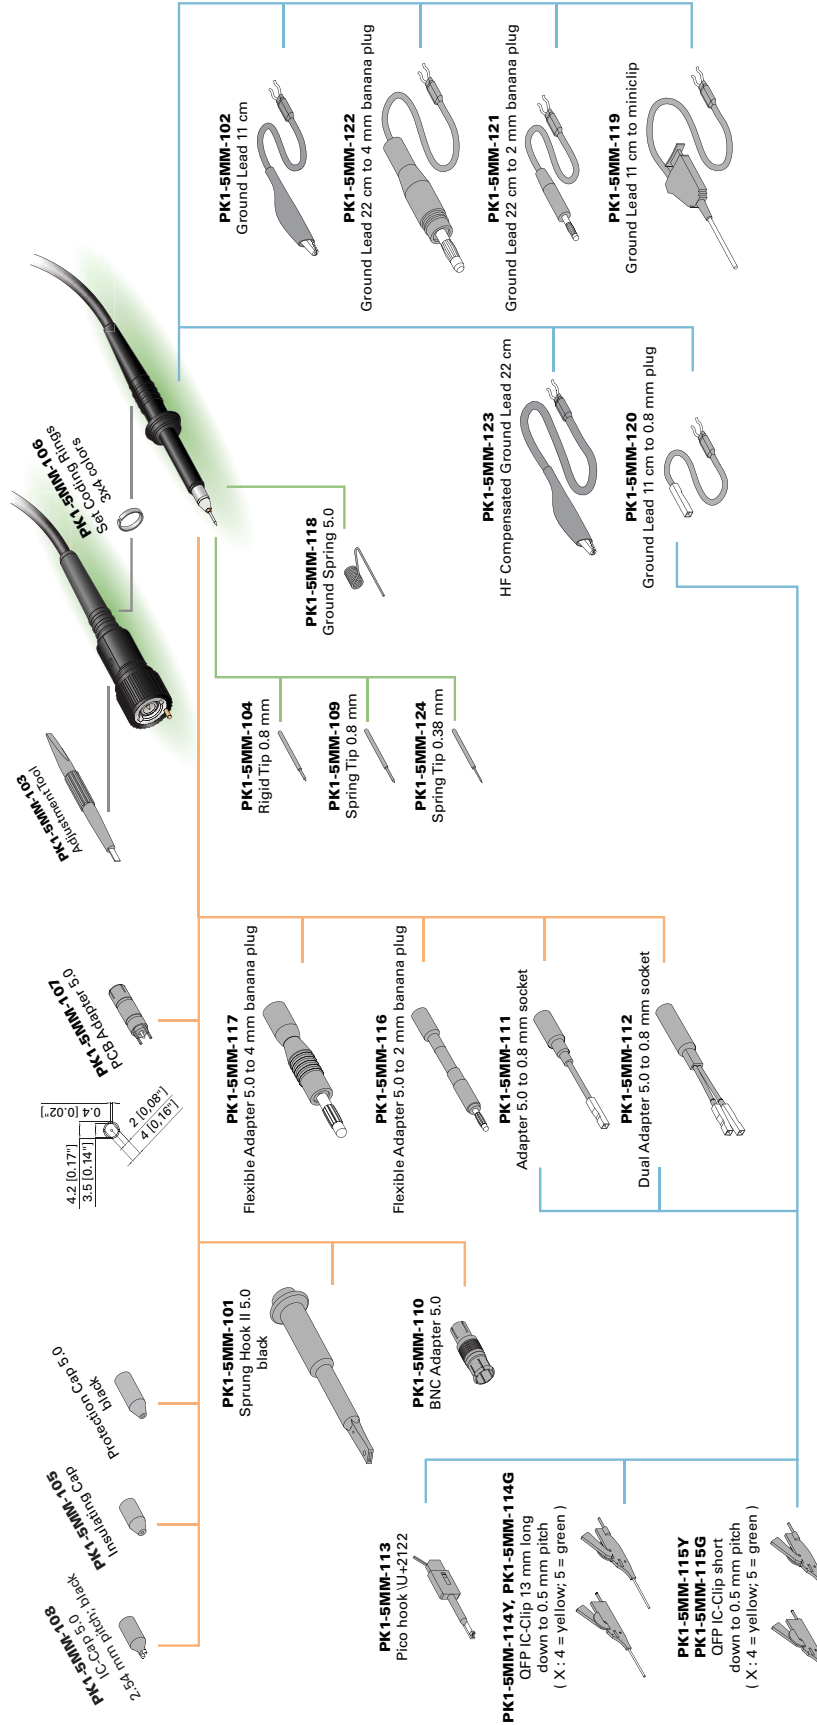 PK1-5MM-108
IC-Cap 5.0
2.54 mm pitch, black
PK1-5MM-105
Insulating Cap
Protection Cap 5.0
black
4.2 [0.17"]
3.5 [0.14"]
0.4 [0.02"]
2 [0,08"]
4 [0,16"]
PK1-5MM-107
PCB Adapter 5.0
PK1-5MM-103
Adjustment Tool
PK1-5MM-106
Set Coding Rings
3x4 colors
PK1-5MM-101
Sprung Hook II 5.0
black
PK1-5MM-110
BNC Adapter 5.0
PK1-5MM-117
Flexible Adapter 5.0 to 4 mm banana plug
PK1-5MM-116
Flexible Adapter 5.0 to 2 mm banana plug
PK1-5MM-111
Adapter 5.0 to 0.8 mm socket
PK1-5MM-112
Dual Adapter 5.0 to 0.8 mm socket
PK1-5MM-104
Rigid Tip 0.8 mm
PK1-5MM-109
Spring Tip 0.8 mm
PK1-5MM-124
Spring Tip 0.38 mm
PK1-5MM-118
Ground Spring 5.0
PK1-5MM-102
Ground Lead 11 cm
PK1-5MM-122
Ground Lead 22 cm to 4 mm banana plug
PK1-5MM-121
Ground Lead 22 cm to 2 mm banana plug
PK1-5MM-119
Ground Lead 11 cm to miniclip
PK1-5MM-123
HF Compensated Ground Lead 22 cm
PK1-5MM-120
Ground Lead 11 cm to 0.8 mm plug
PK1-5MM-113
Pico hook \U+2122
PK1-5MM-114Y, PK1-5MM-114G
QFP IC-Clip 13 mm long
down to 0.5 mm pitch
( X : 4 = yellow; 5 = green )
PK1-5MM-115Y
PK1-5MM-115G
QFP IC-Clip short
down to 0.5 mm pitch
( X : 4 = yellow; 5 = green )